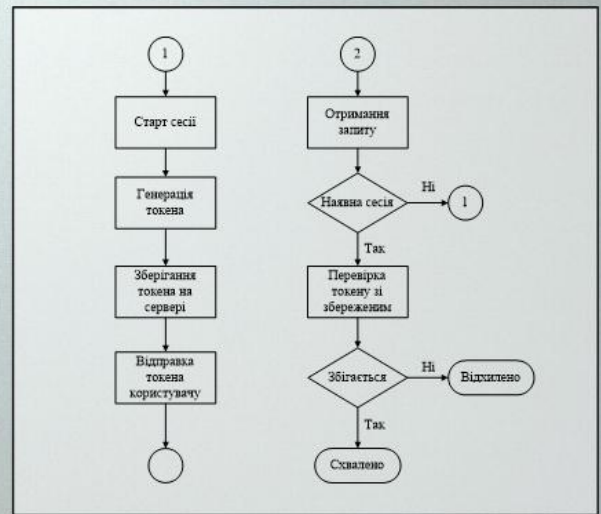 1
Старт сесії
Генерація
токена
Зберігання
токена на
сервері
Відправка
токена
користувачу
2
Отримання
запиту
Наявна сесія
Ні
1
Так
Перевірка
токену зі
збереженим
Збігається
Ні
Відхилено
Так
Схвалено